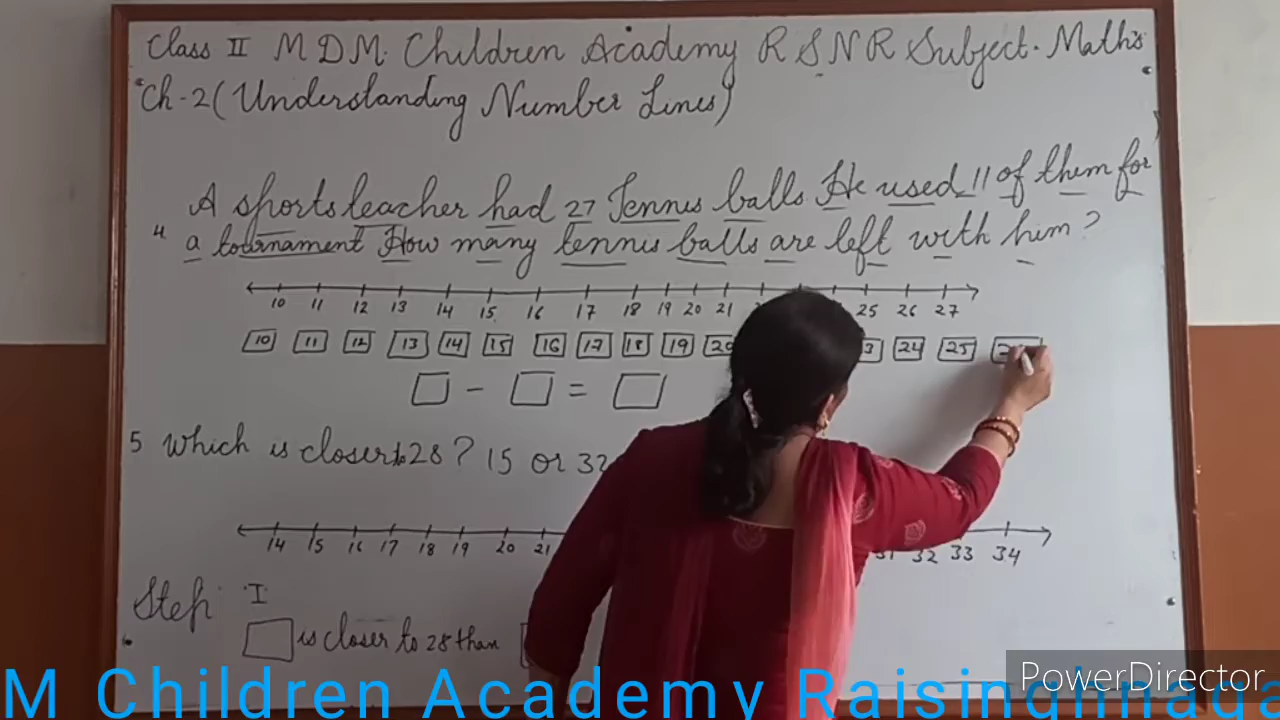 Class II M D M. Children Academy R S N R Subject. Maths
Ch-2 (Understanding Number Lines)
4 A sports teacher had 27 Tennis balls He used 11 of them for
a tournament How many tennis balls are left with him?
10 11 12 13 14 15 16 17 18 19 20 21 25 26 27
10 11 12 13 14 15 16 17 18 19 20 24 25
- =
5 Which is closer to 28? 15 or 32
14 15 16 17 18 19 20 21 31 32 33 34
Step I
is closer to 28 than
PowerDirector
M Children Academy